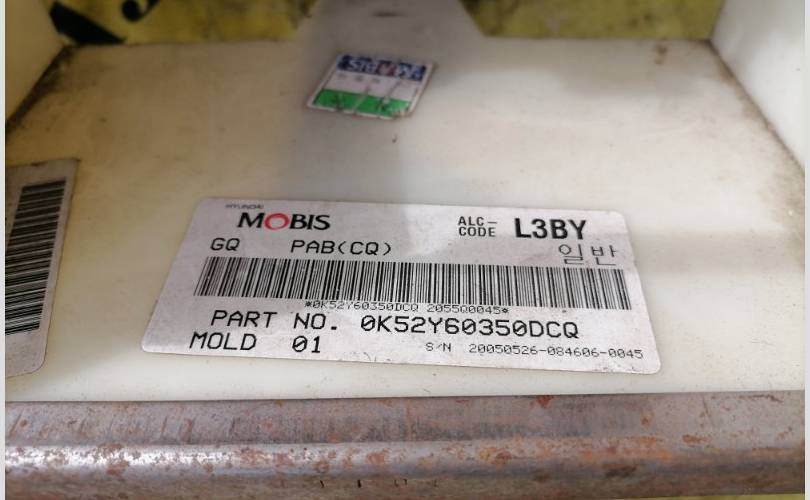 HYUNDAI
MOBIS
ALC-
CODE L3BY
GQ PAB(CQ) 일반
*0K52Y60350DCQ 2055Q0045*
PART NO. 0K52Y60350DCQ
MOLD 01 S/N 20050526-084606-0045